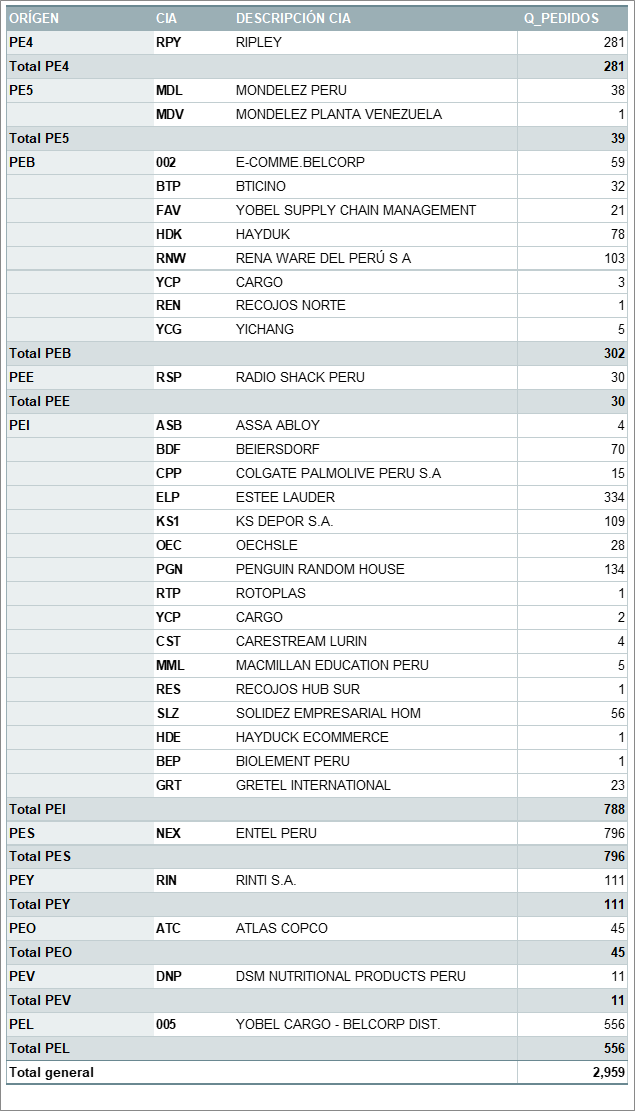 ORÍGEN CIA DESCRIPCIÓN CIA Q_PEDIDOS
PE4 RPY RIPLEY 281
Total PE4 281
PE5 MDL MONDELEZ PERU 38
MDV MONDELEZ PLANTA VENEZUELA 1
Total PE5 39
PEB 002 E-COMME.BELCORP 59
BTP BTICINO 32
FAV YOBEL SUPPLY CHAIN MANAGEMENT 21
HDK HAYDUK 78
RNW RENA WARE DEL PERÚ S A 103
YCP CARGO 3
REN RECOJOS NORTE 1
YCG YICHANG 5
Total PEB 302
PEE RSP RADIO SHACK PERU 30
Total PEE 30
PEI ASB ASSA ABLOY 4
BDF BEIERSDORF 70
CPP COLGATE PALMOLIVE PERU S.A 15
ELP ESTEE LAUDER 334
KS1 KS DEPOR S.A. 109
OEC OECHSLE 28
PGN PENGUIN RANDOM HOUSE 134
RTP ROTOPLAS 1
YCP CARGO 2
CST CARESTREAM LURIN 4
MML MACMILLAN EDUCATION PERU 5
RES RECOJOS HUB SUR 1
SLZ SOLIDEZ EMPRESARIAL HOM 56
HDE HAYDUCK ECOMMERCE 1
BEP BIOLEMENT PERU 1
GRT GRETEL INTERNATIONAL 23
Total PEI 788
PES NEX ENTEL PERU 796
Total PES 796
PEY RIN RINTI S.A. 111
Total PEY 111
PEO ATC ATLAS COPCO 45
Total PEO 45
PEV DNP DSM NUTRITIONAL PRODUCTS PERU 11
Total PEV 11
PEL 005 YOBEL CARGO - BELCORP DIST. 556
Total PEL 556
Total general 2,959